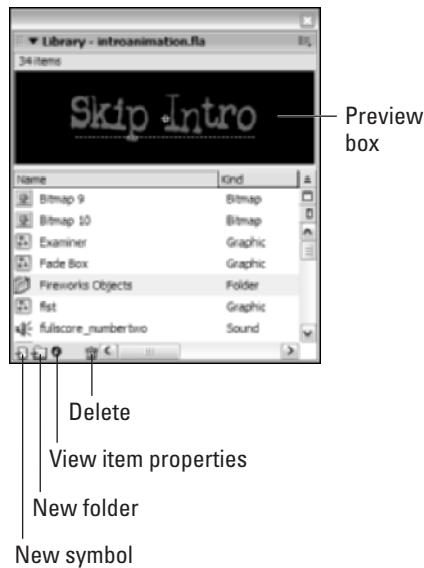 Library - introanimation.fla
34 items
Skip Intro
Preview
box
Name Kind
Bitmap 9 Bitmap
Bitmap 10 Bitmap
Examiner Graphic
Fade Box Graphic
Fireworks Objects Folder
fist Graphic
fullscore_numbertwo Sound
Delete
View item properties
New folder
New symbol